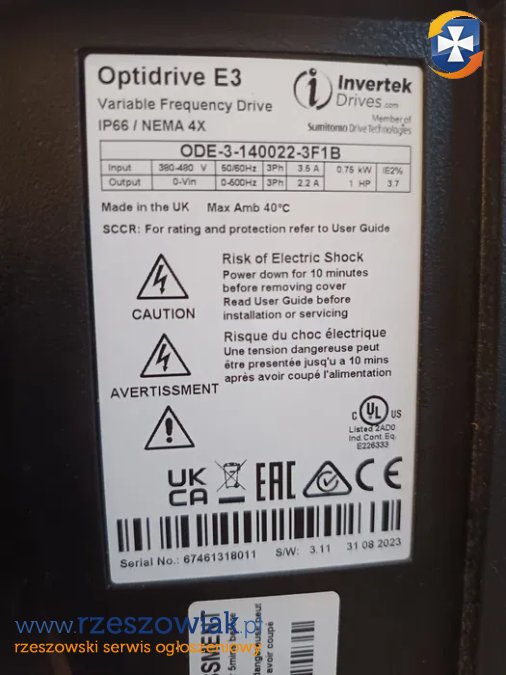 Optidrive E3
Variable Frequency Drive
IP66 / NEMA 4X
Invertek
Drives.com
Member of
Sumitomo Drive Technologies
ODE-3-140022-3F1B
Input 380-480 V 50/60Hz 3Ph 3.5 A 0.75 kW IE2%
Output 0-Vin 0-500Hz 3Ph 2.2 A 1 HP 3.7
Made in the UK Max Amb 40°C
SCCR: For rating and protection refer to User Guide
Risk of Electric Shock
Power down for 10 minutes
before removing cover
Read User Guide before
installation or servicing
CAUTION
Risque du choc électrique
Une tension dangereuse peut
être presentée jusqu'u a 10 mins
après avoir coupé l'alimentation
AVERTISSMENT
C UL US
Listed 2AD0
Ind.Cont.Eq.
E226333
UK
CA
EAC
CE
Serial No.: 67461318011 S/W: 3.11 31 08 2023
www.rzeszowiak.pl
rzeszowski serwis ogłoszeniowy
SSMENT
5min
avoir coupé